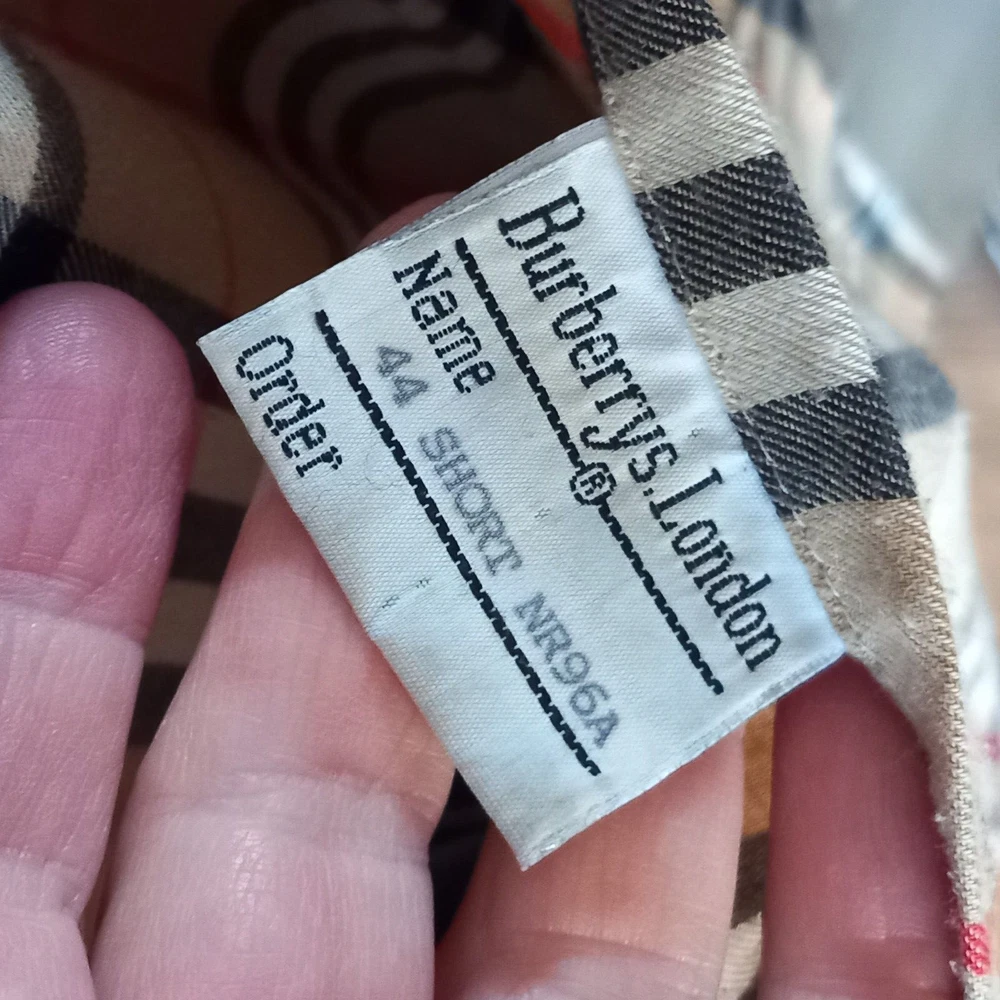 Burberrys.London
®
Name
44 SHORT NR96A
Order